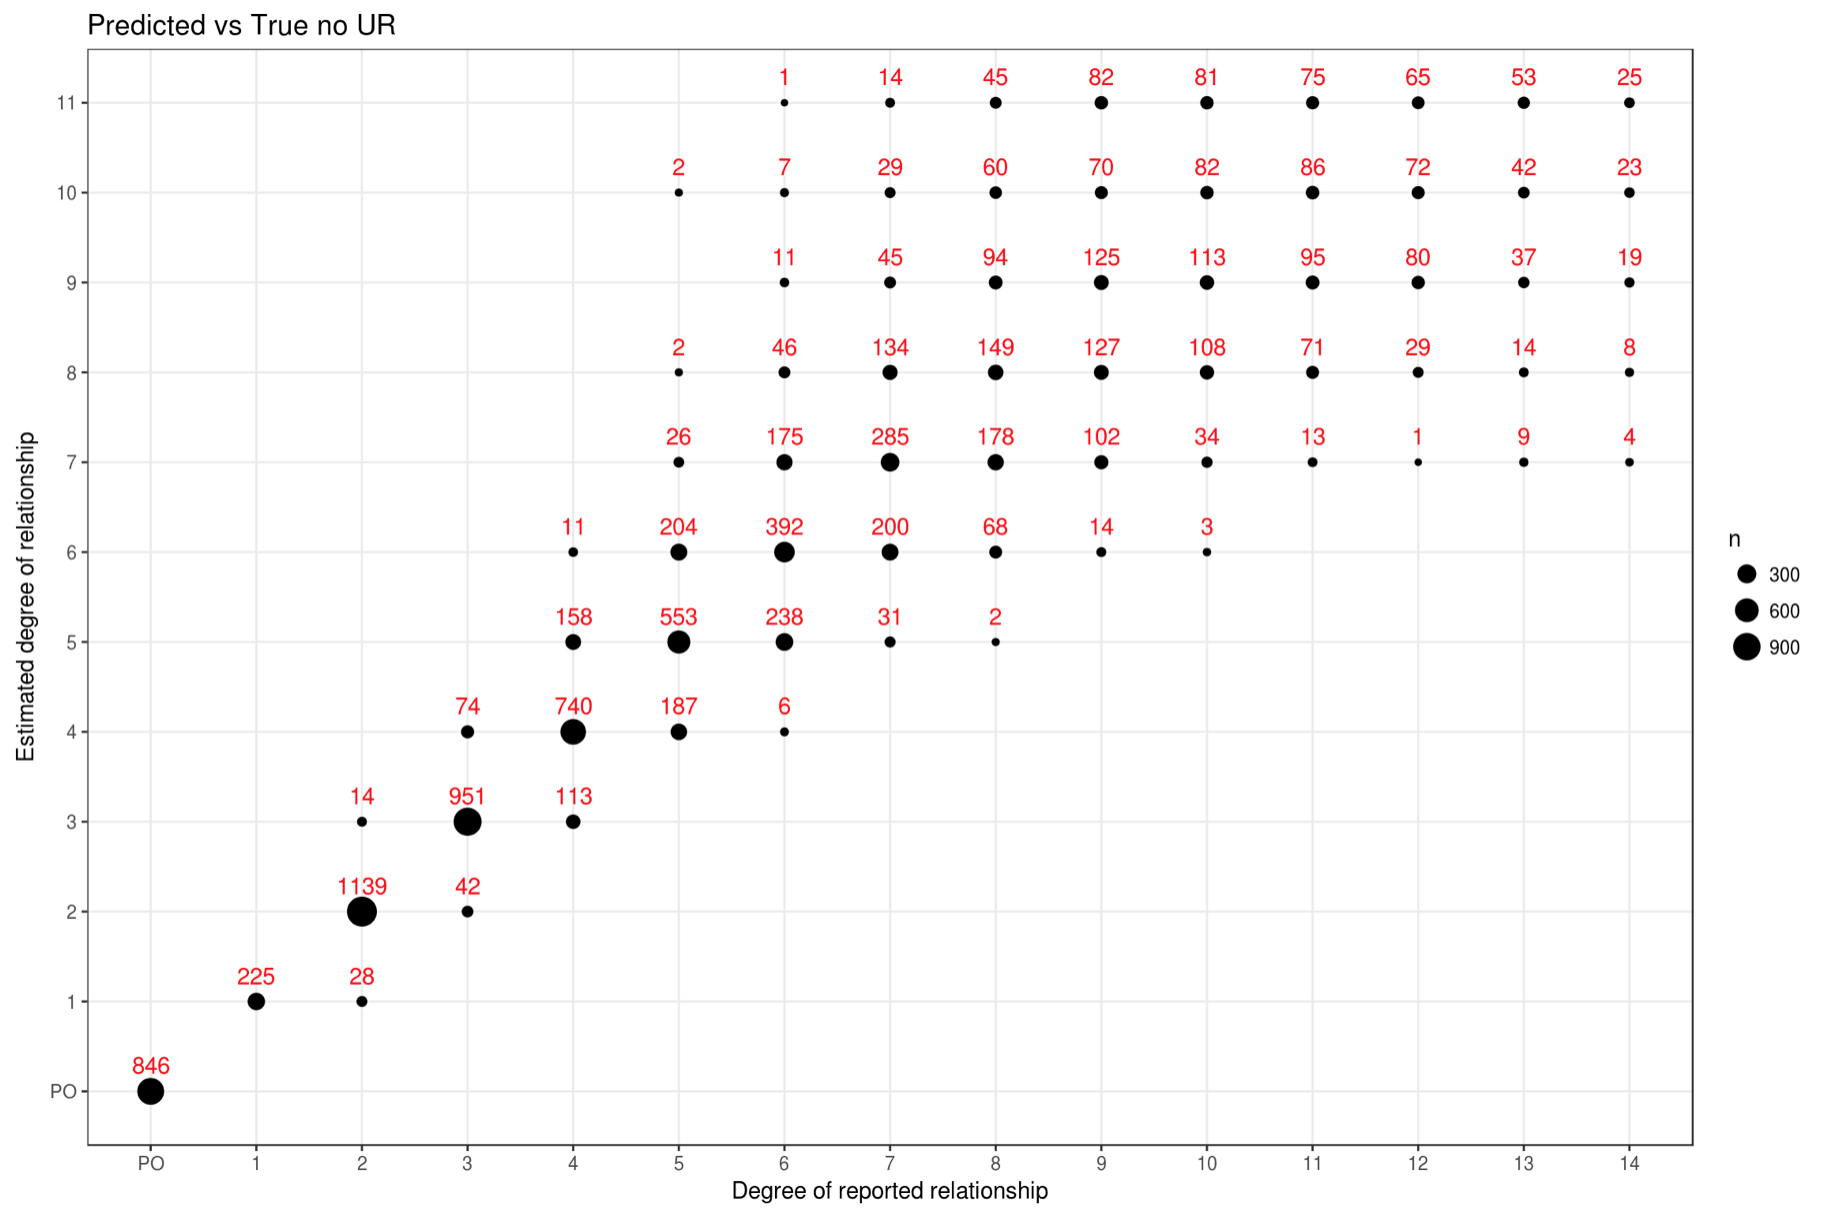 Predicted vs True no UR
1 14 45 82 81 75 65 53 25
11
2 7 29 60 70 82 86 72 42 23
10
11 45 94 125 113 95 80 37 19
9
2 46 134 149 127 108 71 29 14 8
8
26 175 285 178 102 34 13 1 9 4
7
11 204 392 200 68 14 3
6
158 553 238 31 2
5
74 740 187 6
4
14 951 113
3
1139 42
2
225 28
1
846
PO
PO 1 2 3 4 5 6 7 8 9 10 11 12 13 14
Degree of reported relationship
Estimated degree of relationship
n
300
600
900